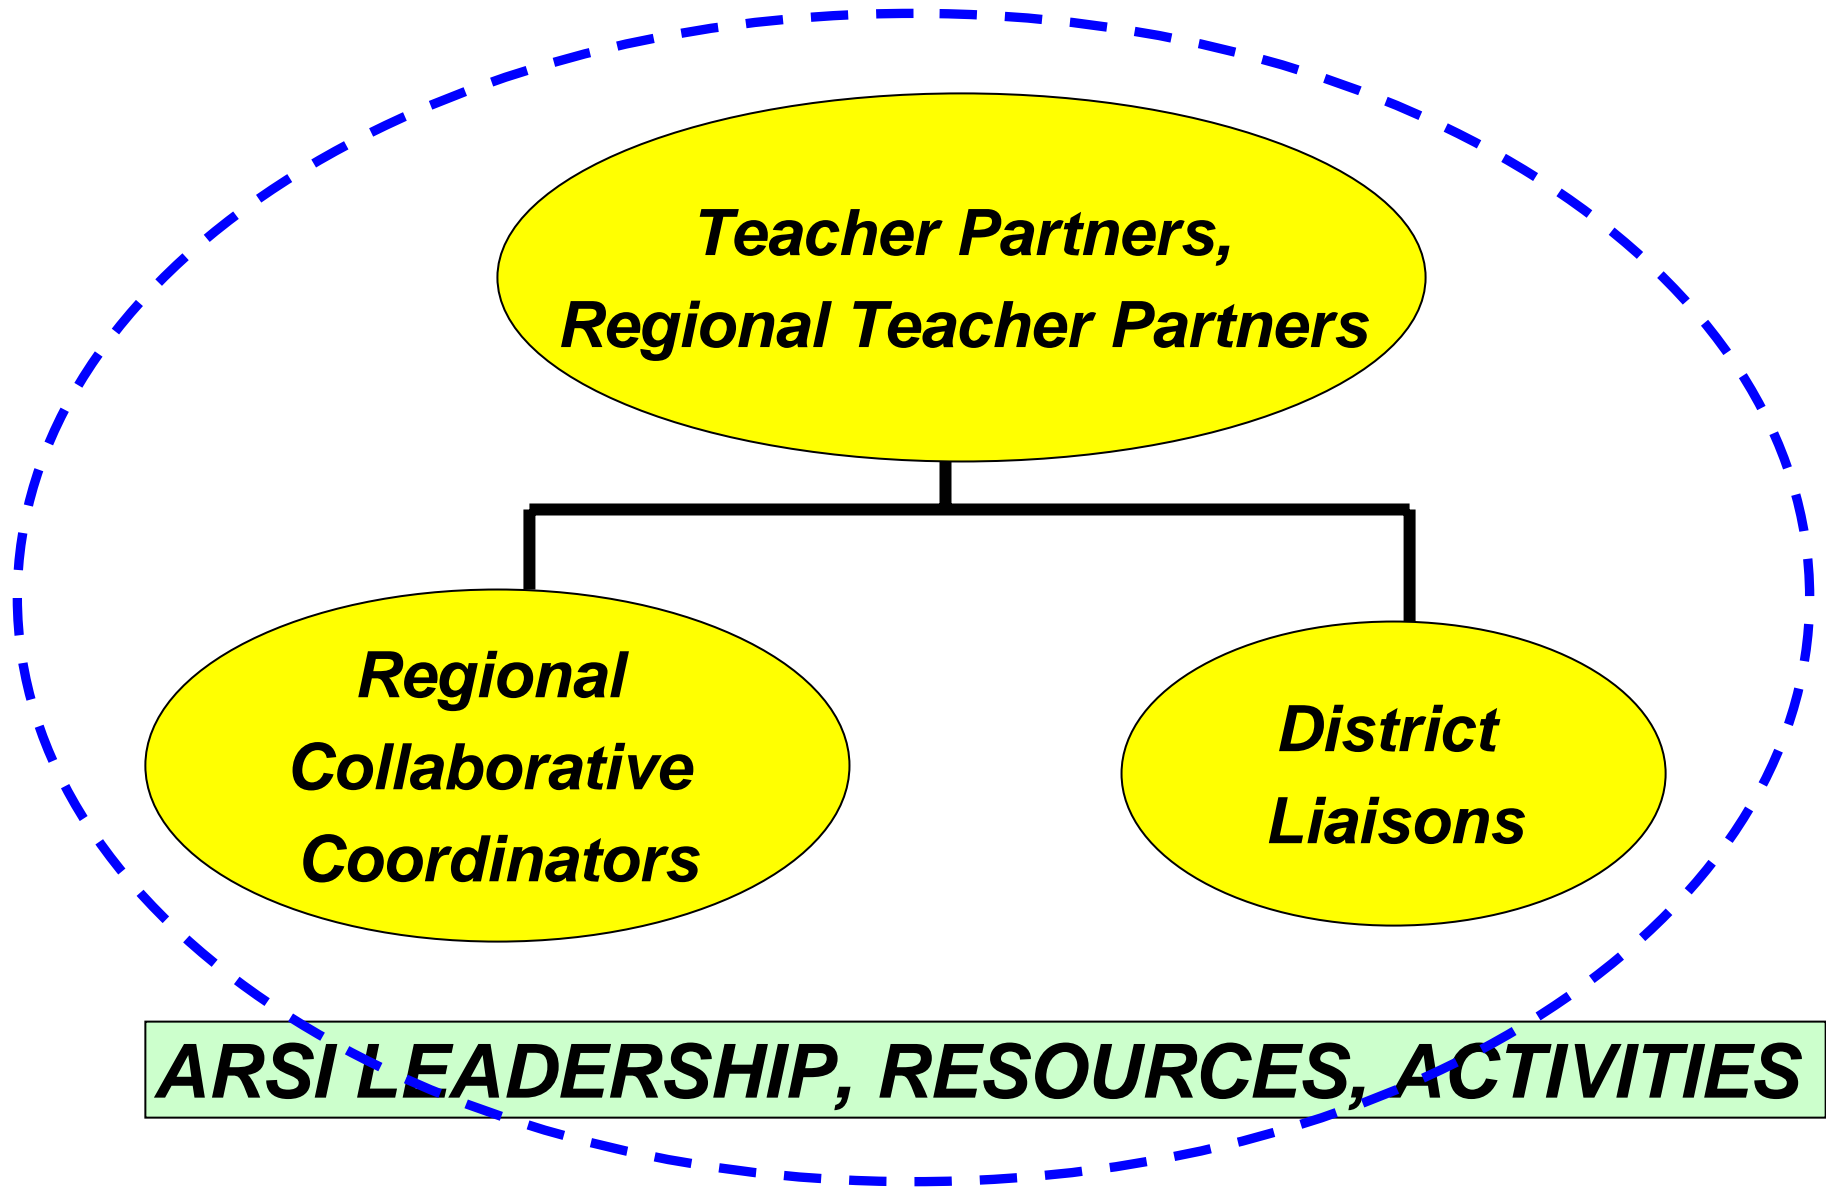 Teacher Partners,
Regional Teacher Partners
Regional
Collaborative
Coordinators
District
Liaisons
ARSI LEADERSHIP, RESOURCES, ACTIVITIES